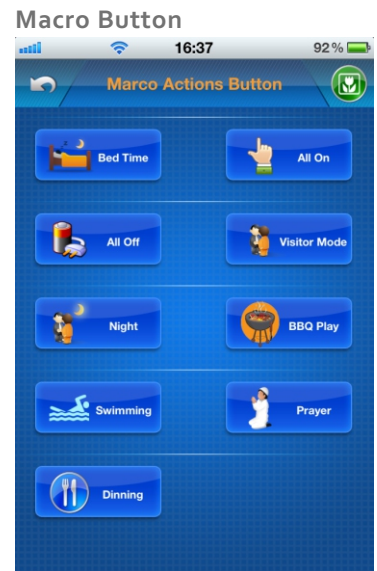 Macro Button
16:37 92%
Marco Actions Button
Bed Time All On
All Off Visitor Mode
Night BBQ Play
Swimming Prayer
Dinning